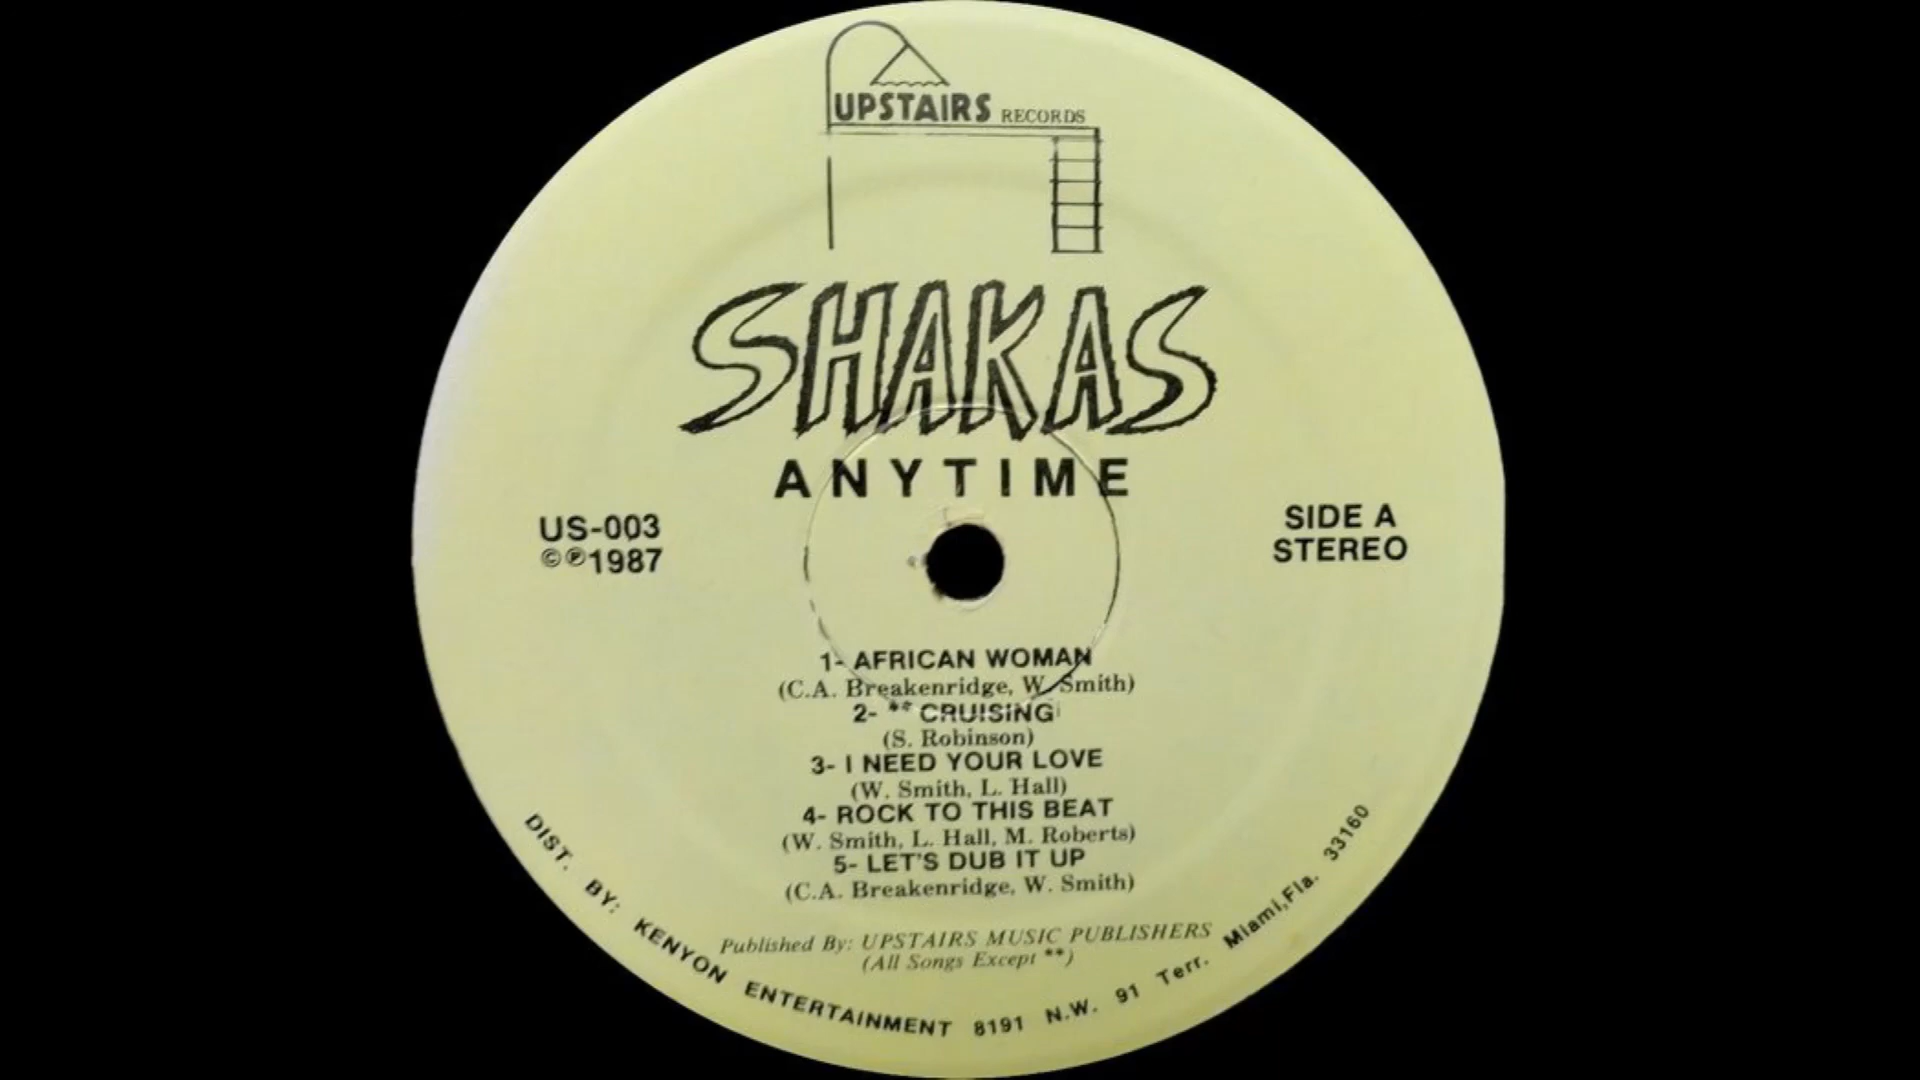 UPSTAIRS RECORDS
SHAKAS
ANYTIME
US-003
©℗1987
SIDE A
STEREO
1- AFRICAN WOMAN
(C.A. Breakenridge, W. Smith)
2- ** CRUISING
(S. Robinson)
3- I NEED YOUR LOVE
(W. Smith, L. Hall)
4- ROCK TO THIS BEAT
(W. Smith, L. Hall, M. Roberts)
5- LET'S DUB IT UP
(C.A. Breakenridge, W. Smith)
Published By: UPSTAIRS MUSIC PUBLISHERS
(All Songs Except **)
DIST. BY: KENYON ENTERTAINMENT 8191 N.W. 91 Terr. Miami, Fla. 33160